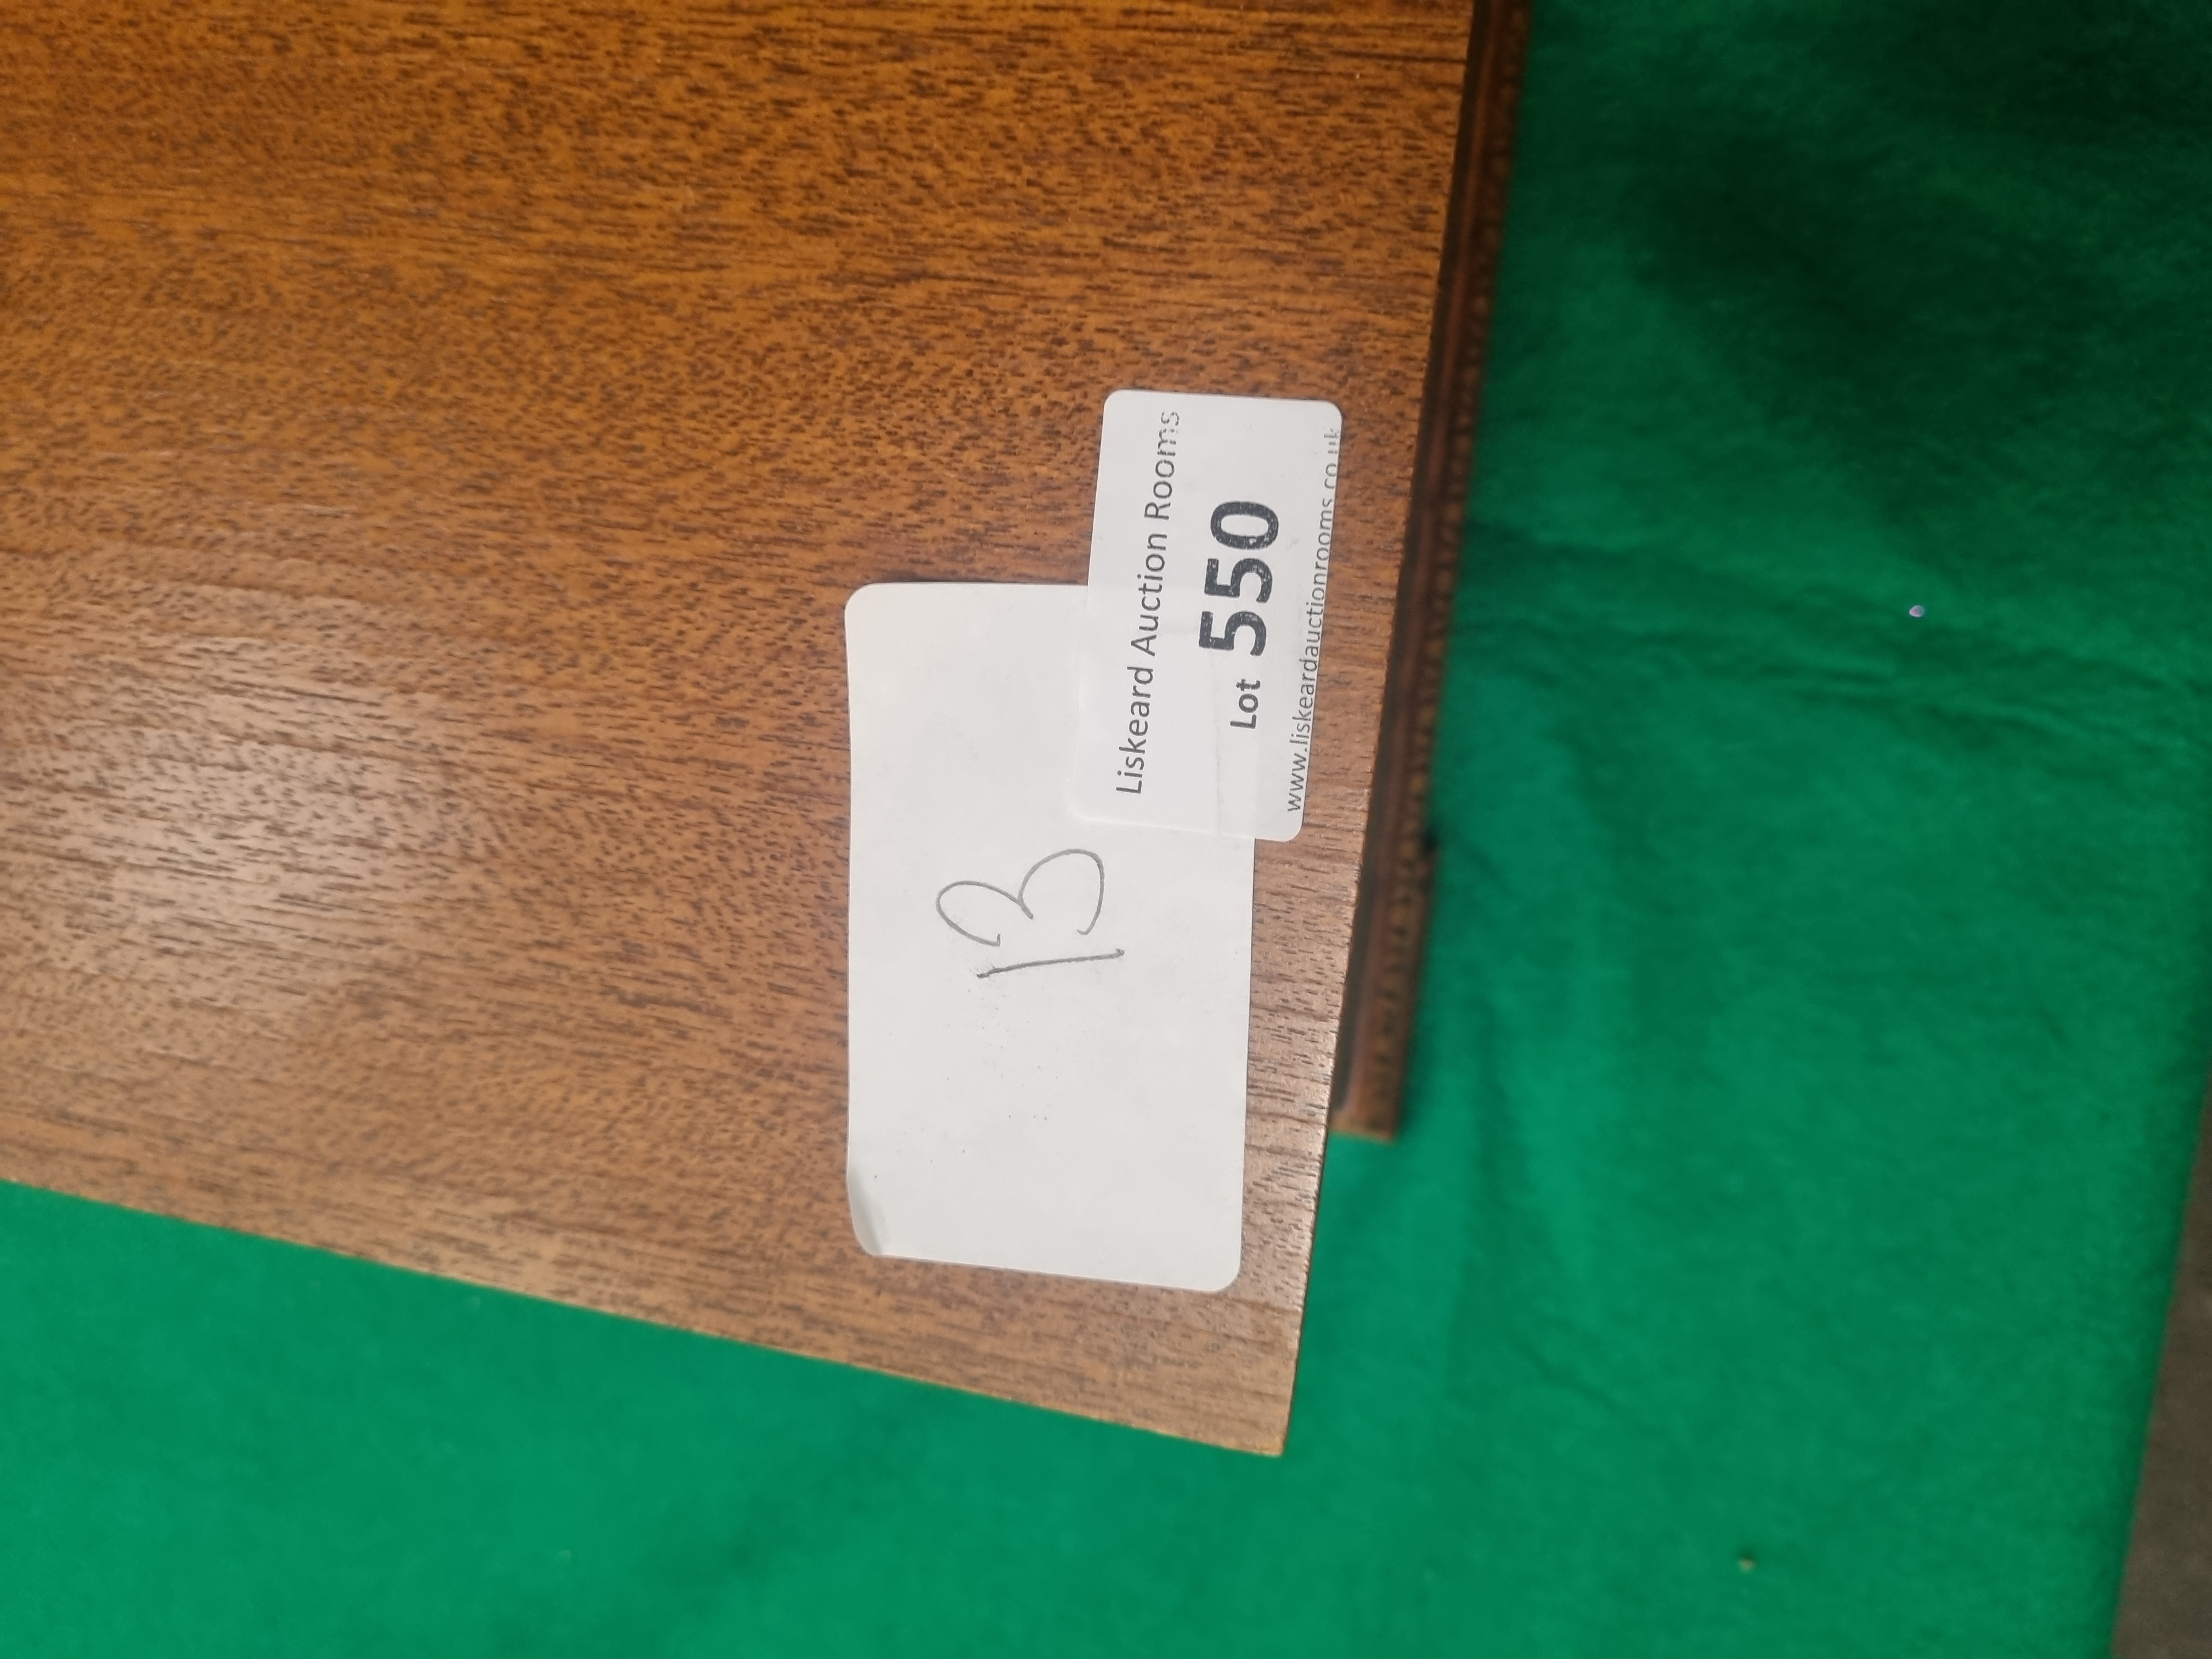 Liskeard Auction Rooms
Lot 550
www.liskeardauctionrooms.co.uk
13